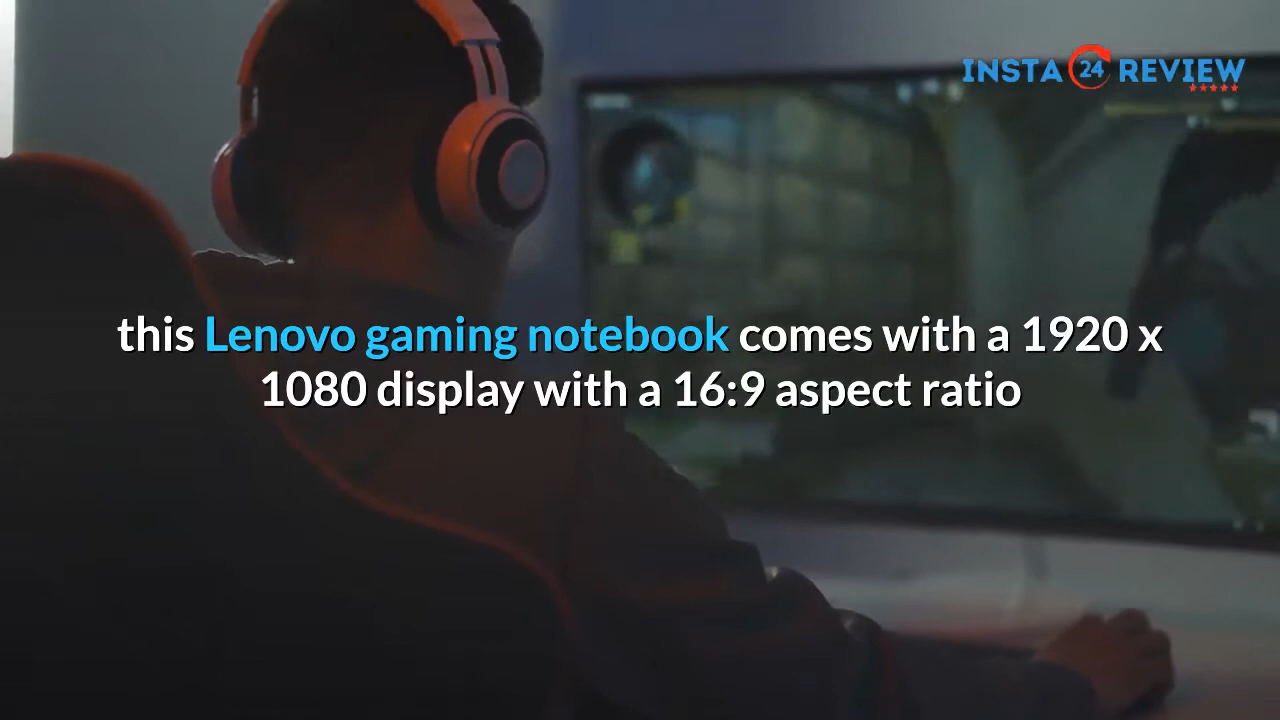 INSTA 24 REVIEW
this Lenovo gaming notebook comes with a 1920 x
1080 display with a 16:9 aspect ratio